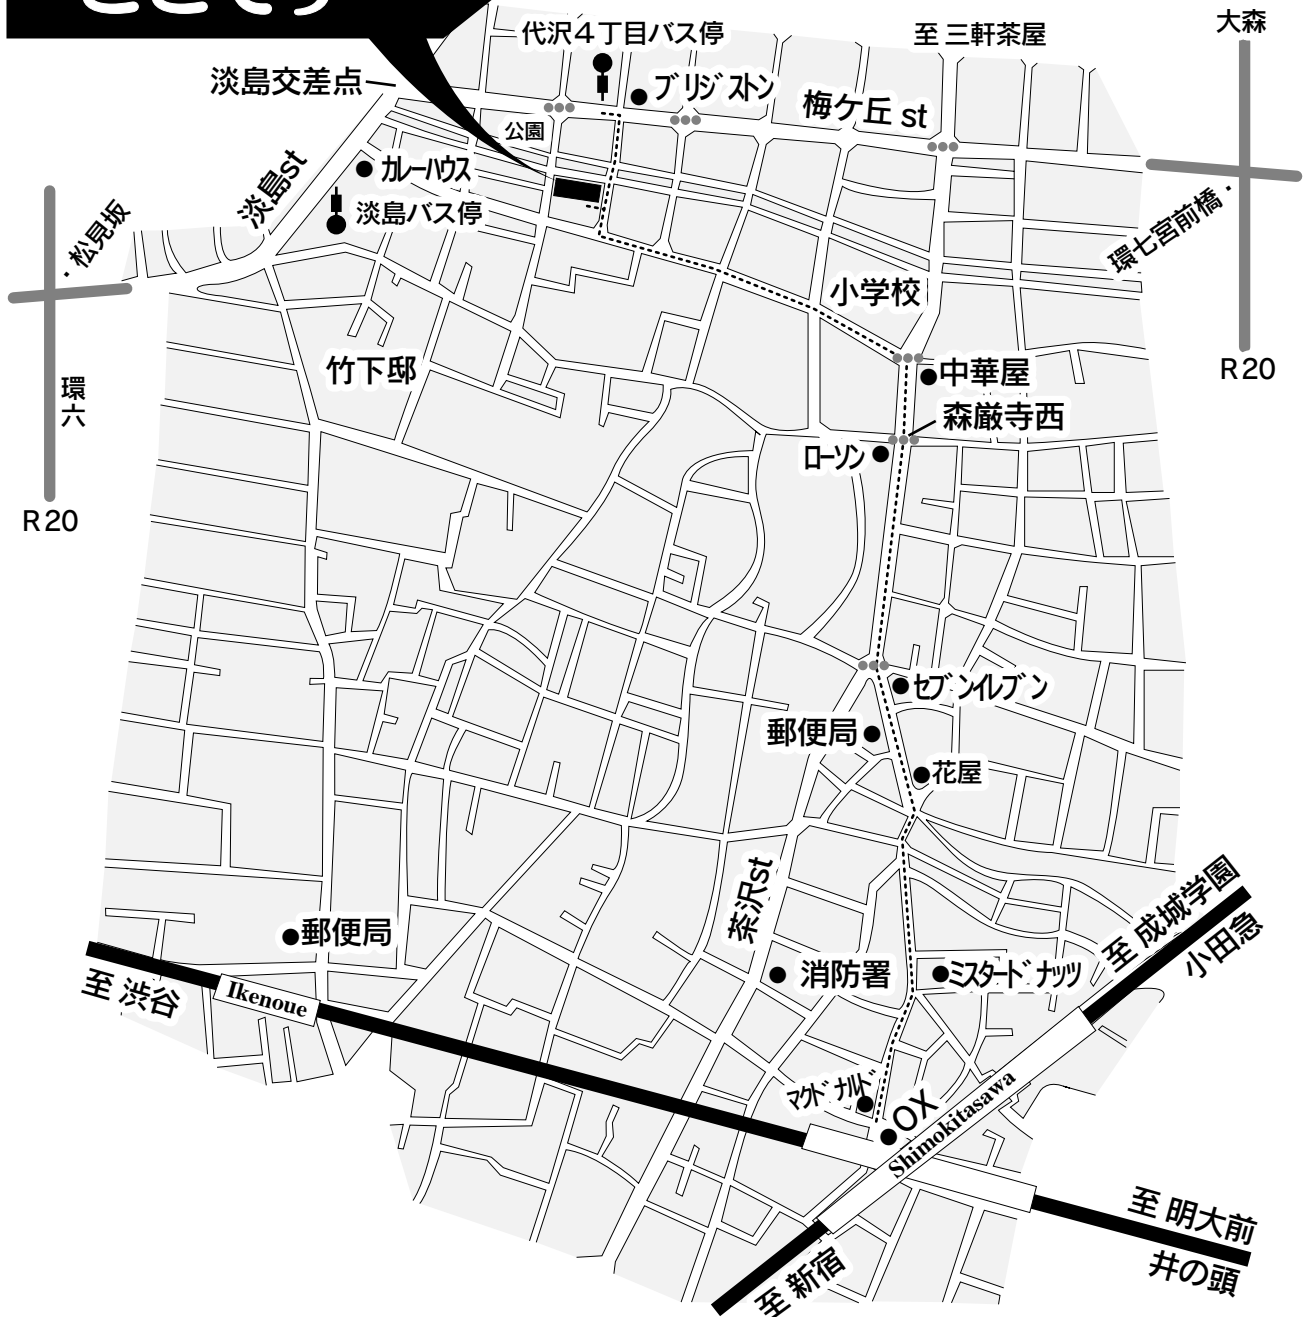 ここです
大森
代沢4丁目バス停
至 三軒茶屋
淡島交差点
ブリジストン
梅ケ丘 st
公園
カレーハウス
淡島st
淡島バス停
・松見坂
環七宮前橋・
小学校
竹下邸
中華屋
R 20
環六
森厳寺西
ローソン
R 20
セブンイレブン
郵便局
花屋
茶沢st
至 成城学園
小田急
郵便局
消防署
ミスタードナッツ
至 渋谷
Ikenoue
マクドナルド
OX
Shimokitasawa
至 明大前
井の頭
至 新宿